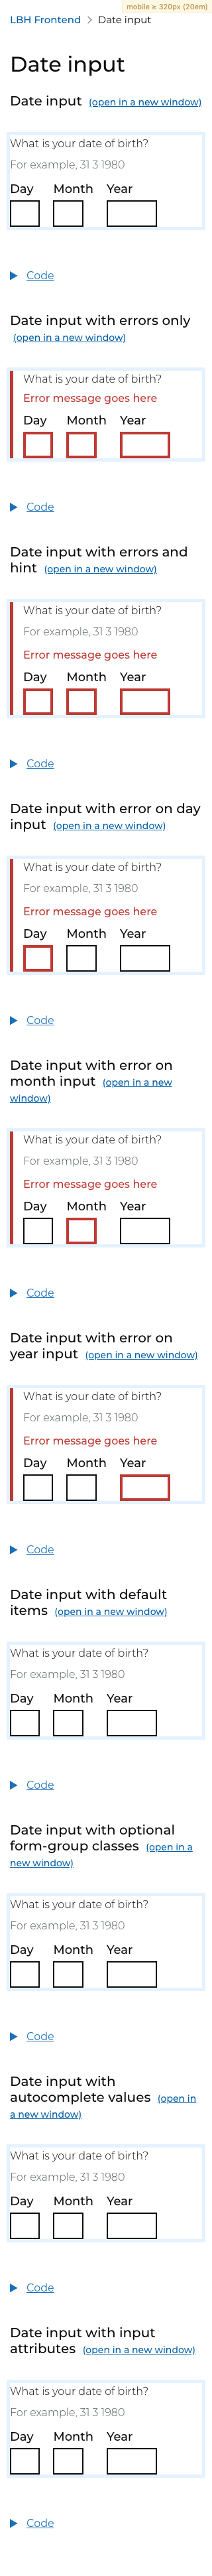 mobile ≥ 320px (20em)
LBH Frontend > Date input
Date input
Date input (open in a new window)
What is your date of birth?
For example, 31 3 1980
Day Month Year
Code
Date input with errors only
(open in a new window)
What is your date of birth?
Error message goes here
Day Month Year
Code
Date input with errors and
hint (open in a new window)
What is your date of birth?
For example, 31 3 1980
Error message goes here
Day Month Year
Code
Date input with error on day
input (open in a new window)
What is your date of birth?
For example, 31 3 1980
Error message goes here
Day Month Year
Code
Date input with error on
month input (open in a new
window)
What is your date of birth?
For example, 31 3 1980
Error message goes here
Day Month Year
Code
Date input with error on
year input (open in a new window)
What is your date of birth?
For example, 31 3 1980
Error message goes here
Day Month Year
Code
Date input with default
items (open in a new window)
What is your date of birth?
For example, 31 3 1980
Day Month Year
Code
Date input with optional
form-group classes (open in a
new window)
What is your date of birth?
For example, 31 3 1980
Day Month Year
Code
Date input with
autocomplete values (open in
a new window)
What is your date of birth?
For example, 31 3 1980
Day Month Year
Code
Date input with input
attributes (open in a new window)
What is your date of birth?
For example, 31 3 1980
Day Month Year
Code